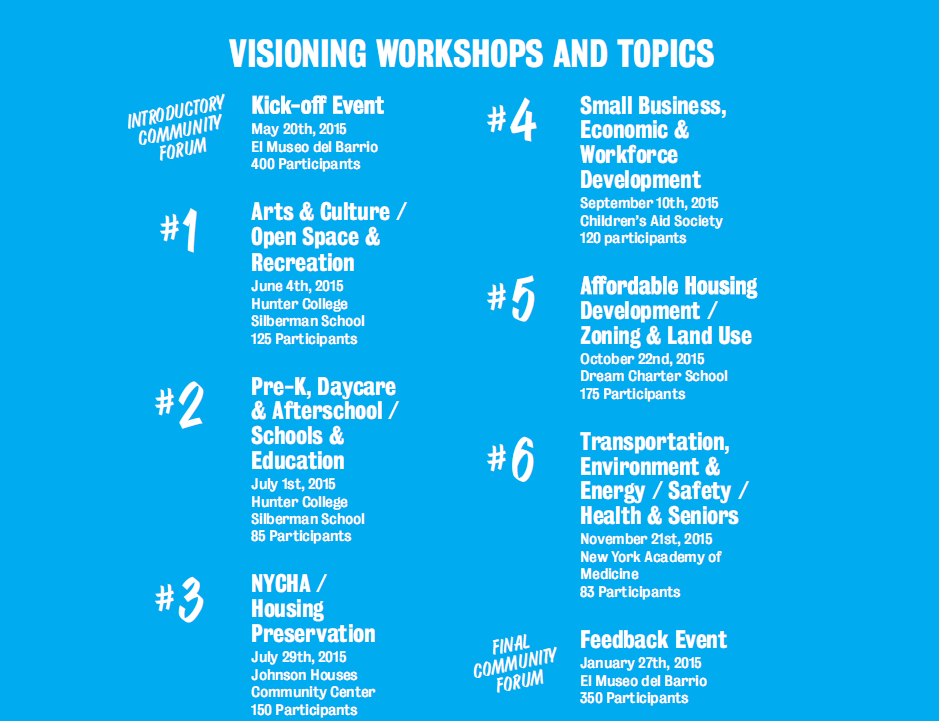 VISIONING WORKSHOPS AND TOPICS
INTRODUCTORY
COMMUNITY
FORUM
Kick-off Event
May 20th, 2015
El Museo del Barrio
400 Participants
#1
Arts & Culture /
Open Space &
Recreation
June 4th, 2015
Hunter College
Silberman School
125 Participants
#2
Pre-K, Daycare
& Afterschool /
Schools &
Education
July 1st, 2015
Hunter College
Silberman School
85 Participants
#3
NYCHA /
Housing
Preservation
July 29th, 2015
Johnson Houses
Community Center
150 Participants
#4
Small Business,
Economic &
Workforce
Development
September 10th, 2015
Children's Aid Society
120 participants
#5
Affordable Housing
Development /
Zoning & Land Use
October 22nd, 2015
Dream Charter School
175 Participants
#6
Transportation,
Environment &
Energy / Safety /
Health & Seniors
November 21st, 2015
New York Academy of
Medicine
83 Participants
FINAL
COMMUNITY
FORUM
Feedback Event
January 27th, 2015
El Museo del Barrio
350 Participants